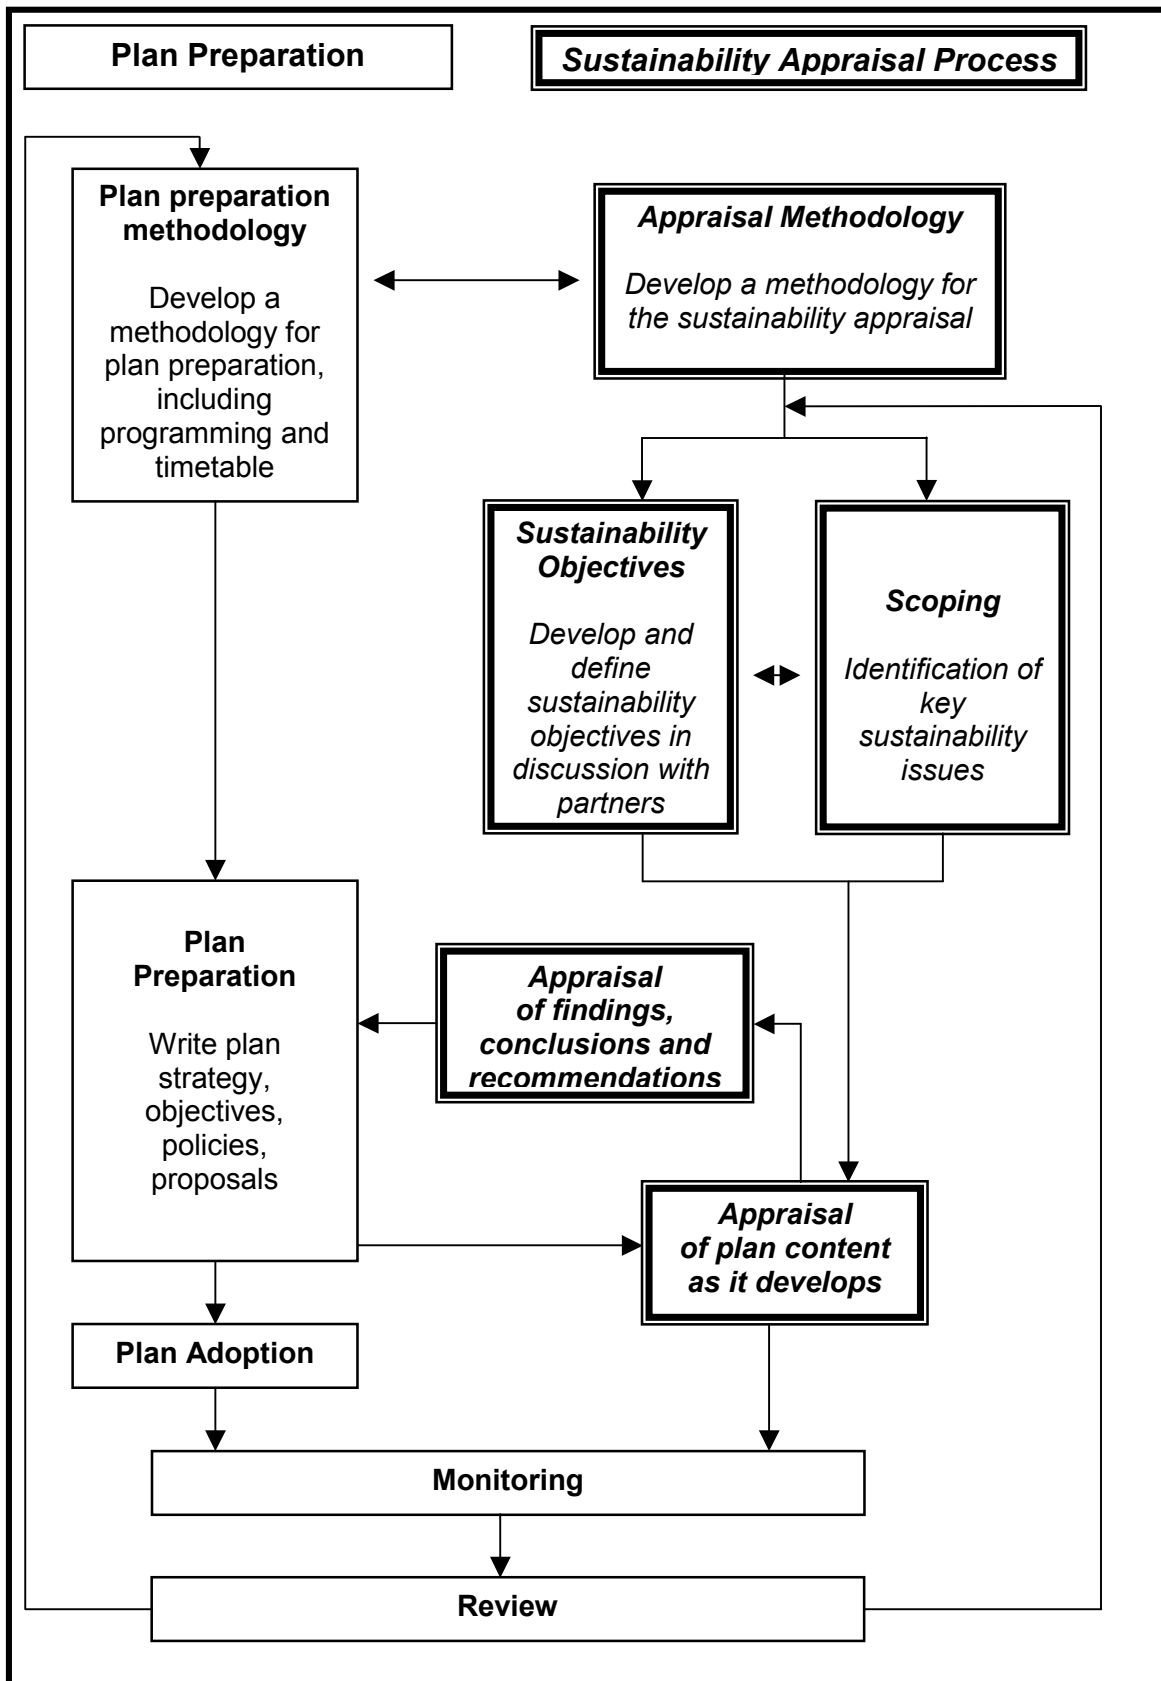 Plan Preparation
Sustainability Appraisal Process
Plan preparation
methodology
Develop a
methodology for
plan preparation,
including
programming and
timetable
Appraisal Methodology
Develop a methodology for
the sustainability appraisal
Sustainability
Objectives
Develop and
define
sustainability
objectives in
discussion with
partners
Scoping
Identification of
key
sustainability
issues
Plan
Preparation
Write plan
strategy,
objectives,
policies,
proposals
Appraisal
of findings,
conclusions and
recommendations
Appraisal
of plan content
as it develops
Plan Adoption
Monitoring
Review